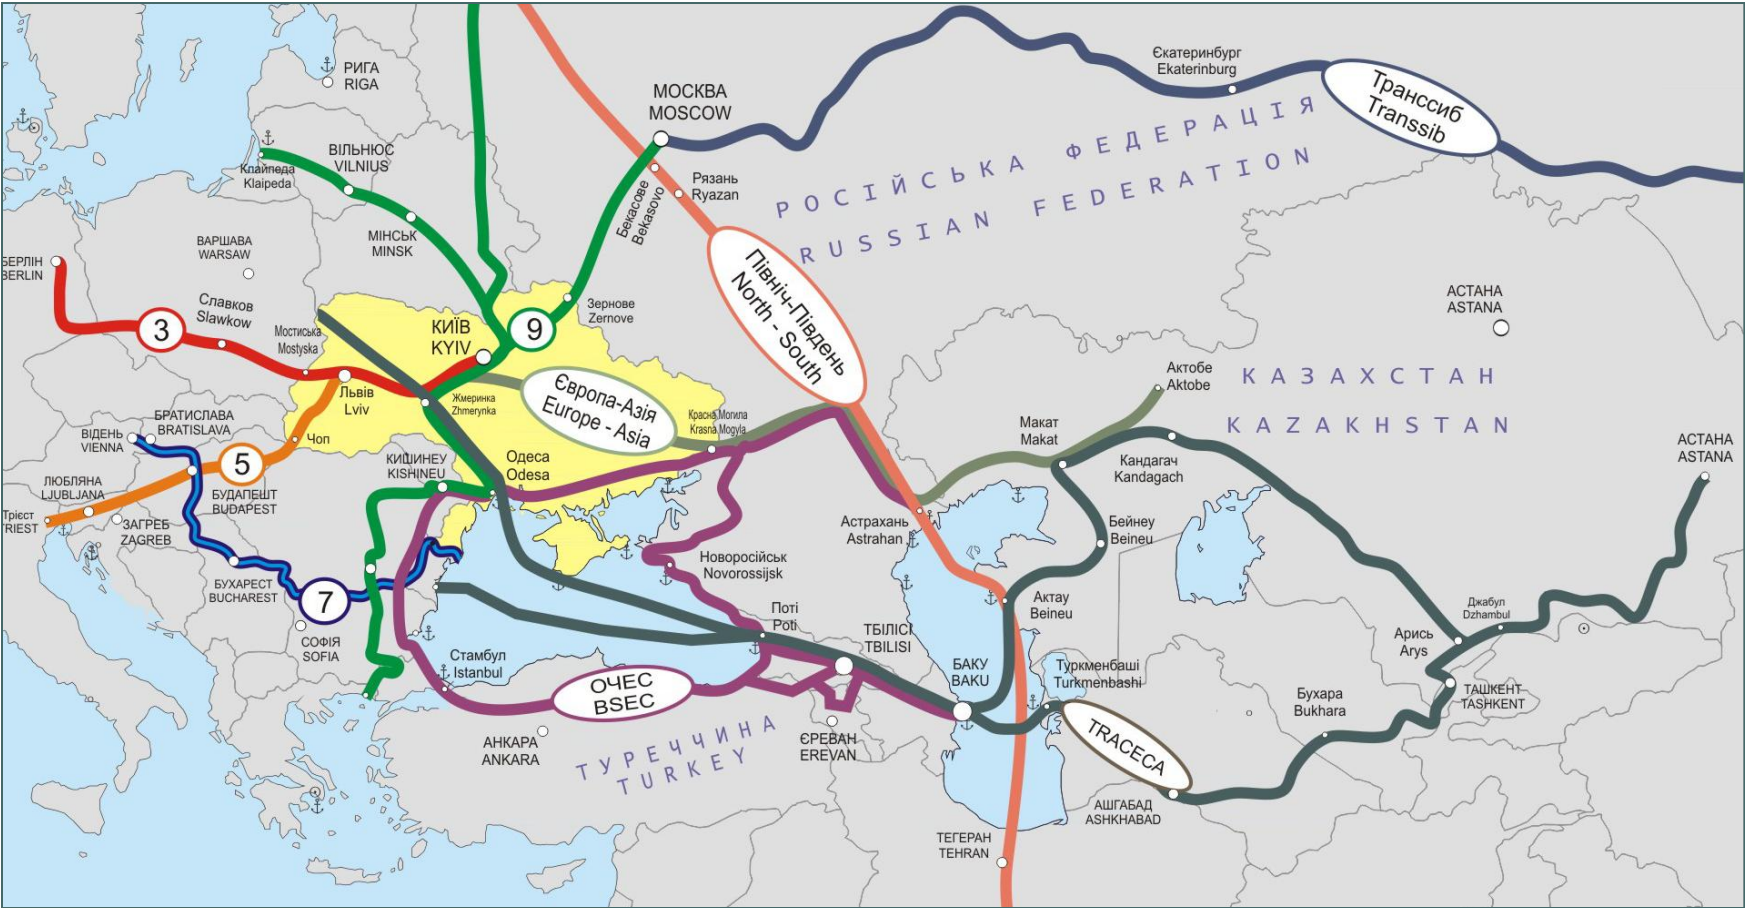 РИГА
RIGA
МОСКВА
MOSCOW
Єкатеринбург
Ekaterinburg
Транссиб
Transsib
РОСІЙСЬКА ФЕДЕРАЦІЯ
RUSSIAN FEDERATION
ВІЛЬНЮС
VILNIUS
Клайпеда
Klaipeda
МІНСЬК
MINSK
Бекасове
Bekasovo
Рязань
Ryazan
ВАРШАВА
WARSAW
БЕРЛІН
BERLIN
Славков
Slawkow
3
Мостиська
Mostyska
КИЇВ
KYIV
9
Зернове
Zernove
Північ-Південь
North - South
АСТАНА
ASTANA
КАЗАХСТАН
KAZAKHSTAN
Актобе
Aktobe
Львів
Lviv
Жмеринка
Zhmerynka
Європа-Азія
Europe - Asia
Красна Могила
Krasna Mogyla
Макат
Makat
Кандагач
Kandagach
АСТАНА
ASTANA
БРАТИСЛАВА
BRATISLAVA
ВІДЕНЬ
VIENNA
Чоп
5
КИШИНЕУ
KISHINEU
Одеса
Odesa
ЛЮБЛЯНА
LJUBLJANA
БУДАПЕШТ
BUDAPEST
Трієст
TRIEST
ЗАГРЕБ
ZAGREB
Астрахань
Astrahan
Бейнеу
Beineu
Новоросійськ
Novorossijsk
БУХАРЕСТ
BUCHAREST
7
Актау
Beineu
Джабул
Dzhambul
Поті
Poti
ТБІЛІСІ
TBILISI
Арись
Arys
СОФІЯ
SOFIA
Стамбул
Istanbul
БАКУ
BAKU
Туркменбаші
Turkmenbashi
ОЧЕС
BSEC
Бухара
Bukhara
ТАШКЕНТ
TASHKENT
АНКАРА
ANKARA
ТУРЕЧЧИНА
TURKEY
ЄРЕВАН
EREVAN
TRACECA
АШГАБАД
ASHKHABAD
ТЕГЕРАН
TEHRAN